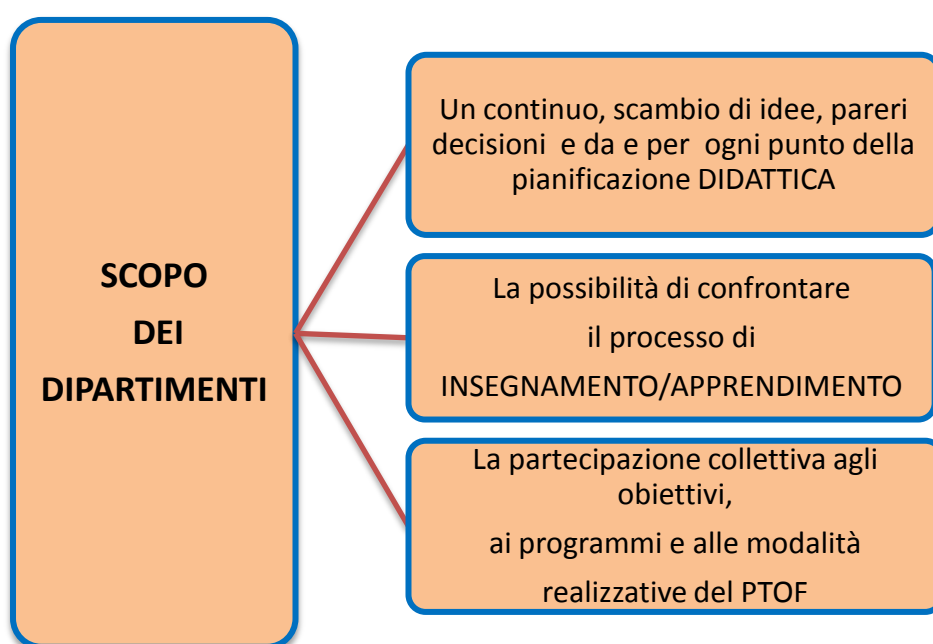 SCOPO
DEI
DIPARTIMENTI
Un continuo, scambio di idee, pareri
decisioni e da e per ogni punto della
pianificazione DIDATTICA
La possibilità di confrontare
il processo di
INSEGNAMENTO/APPRENDIMENTO
La partecipazione collettiva agli
obiettivi,
ai programmi e alle modalità
realizzative del PTOF